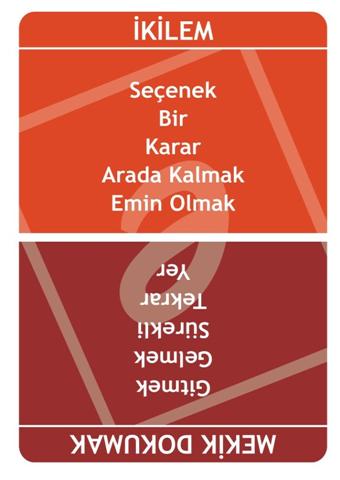 İKİLEM
Seçenek
Bir
Karar
Arada Kalmak
Emin Olmak
MEKİK DOKUMAK
Gitmek
Gelmek
Sürekli
Tekrar
Yer